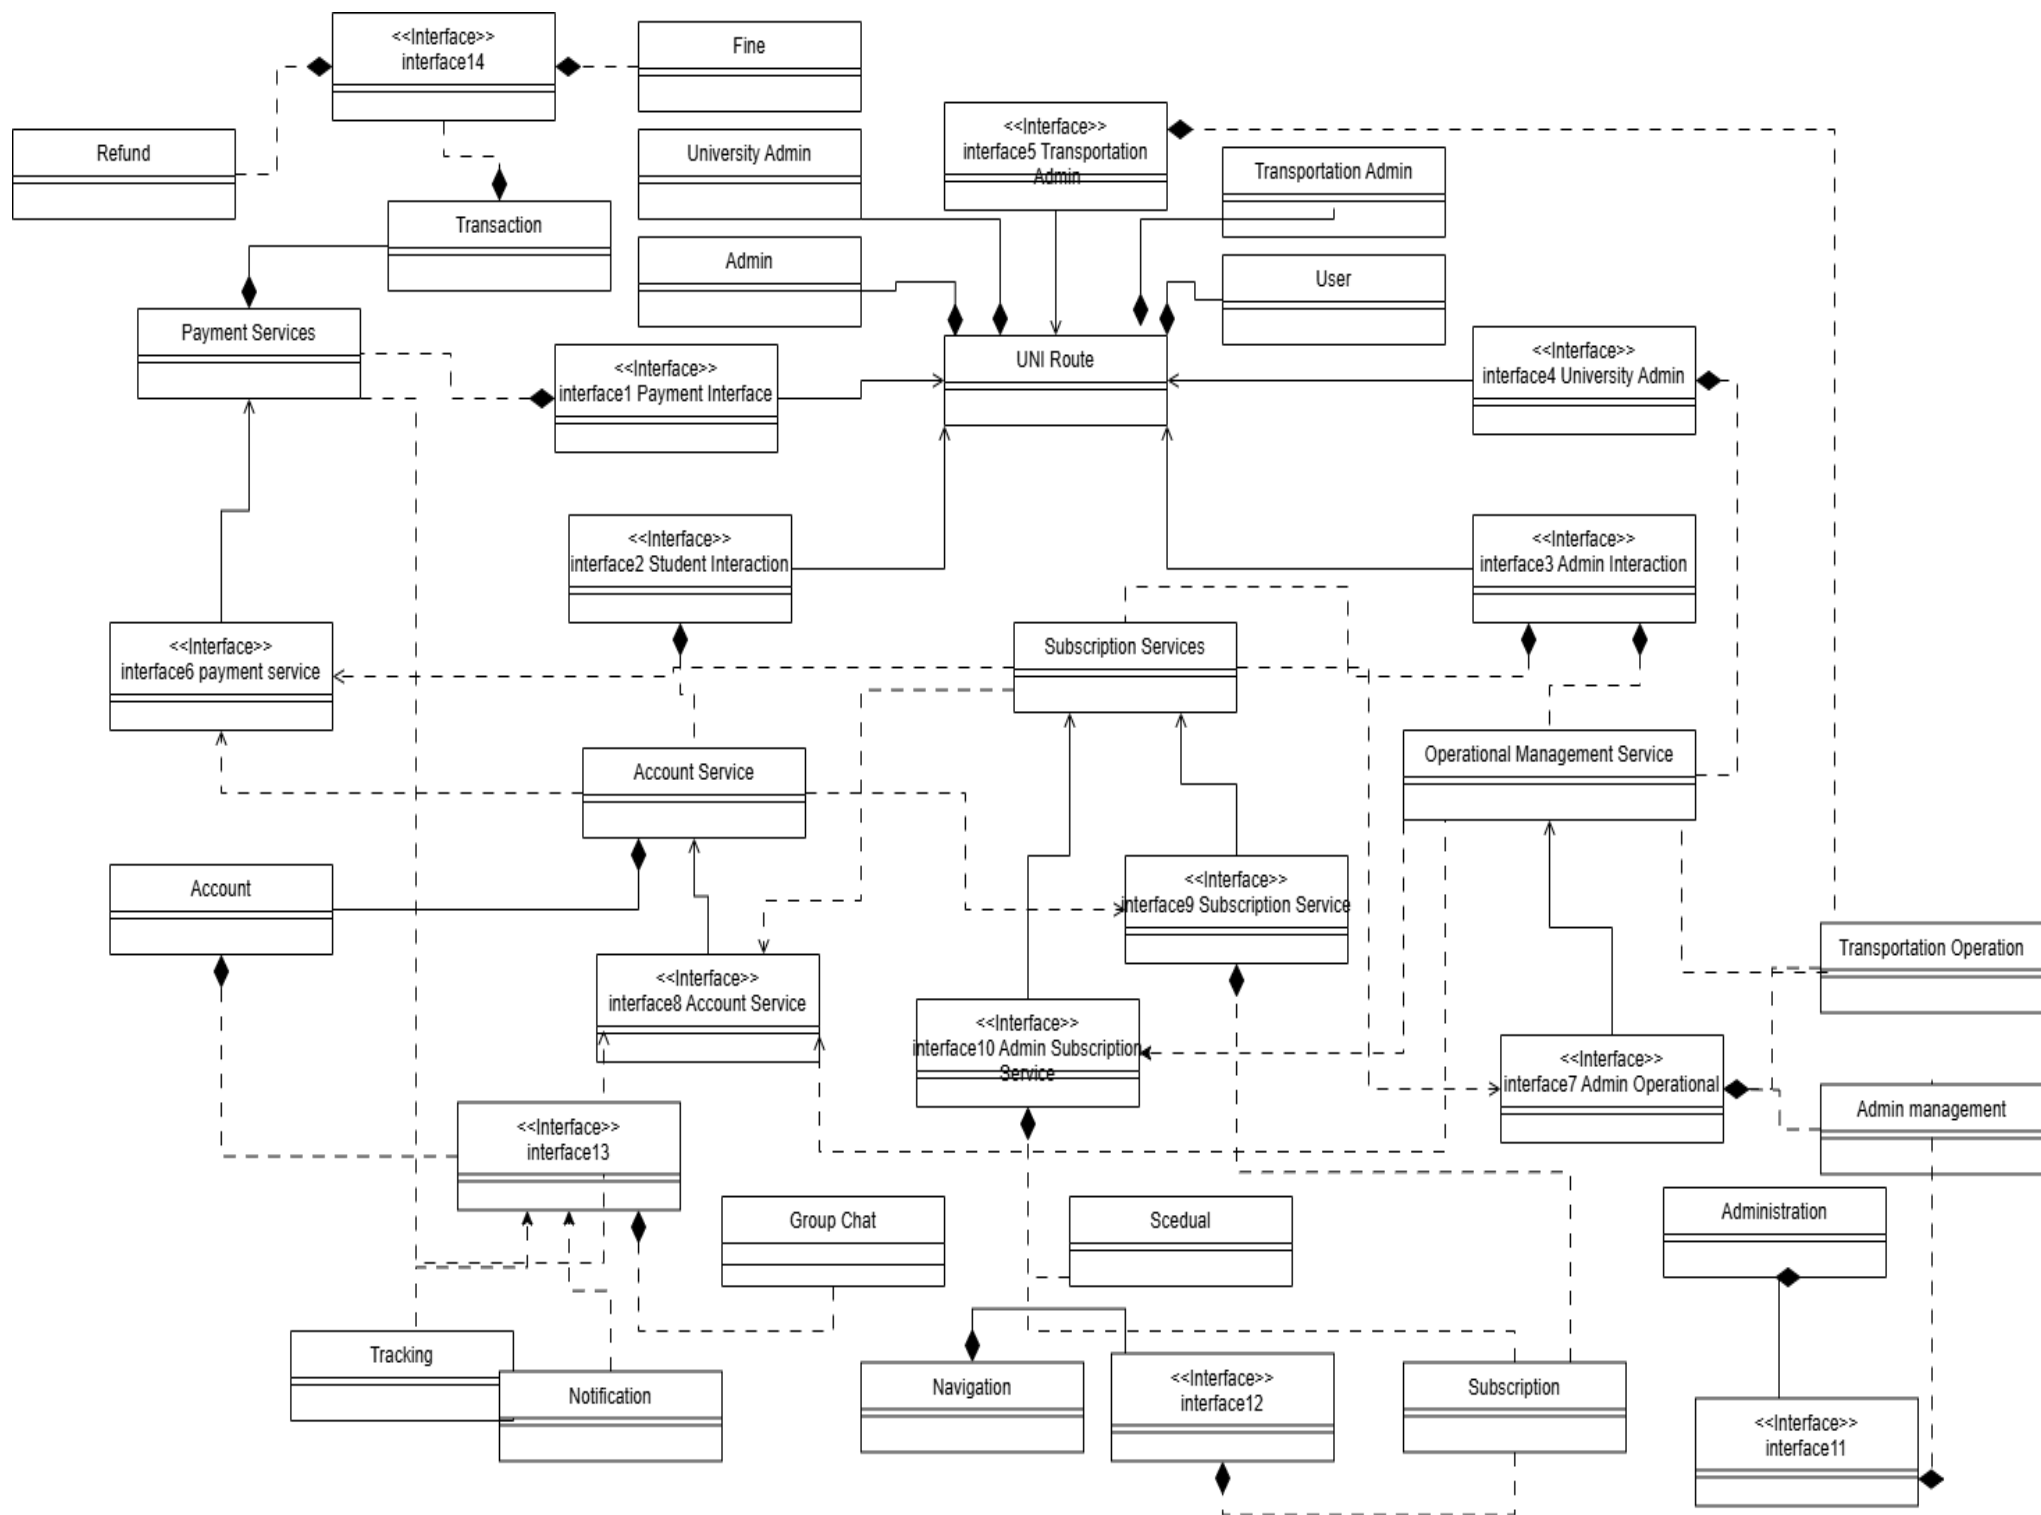 <<Interface>>
interface14
Fine
<<Interface>>
interface5 Transportation
Admin
Refund
University Admin
Transportation Admin
Transaction
Admin
User
Payment Services
<<Interface>>
interface1 Payment Interface
UNI Route
<<Interface>>
interface4 University Admin
<<Interface>>
interface2 Student Interaction
<<Interface>>
interface3 Admin Interaction
<<Interface>>
interface6 payment service
Subscription Services
Account Service
Operational Management Service
Account
<<Interface>>
interface9 Subscription Service
<<Interface>>
interface8 Account Service
Transportation Operation
<<Interface>>
interface10 Admin Subscription
Service
<<Interface>>
interface7 Admin Operational
<<Interface>>
interface13
Admin management
Group Chat
Scedual
Administration
Tracking
Notification
Navigation
<<Interface>>
interface12
Subscription
<<Interface>>
interface11